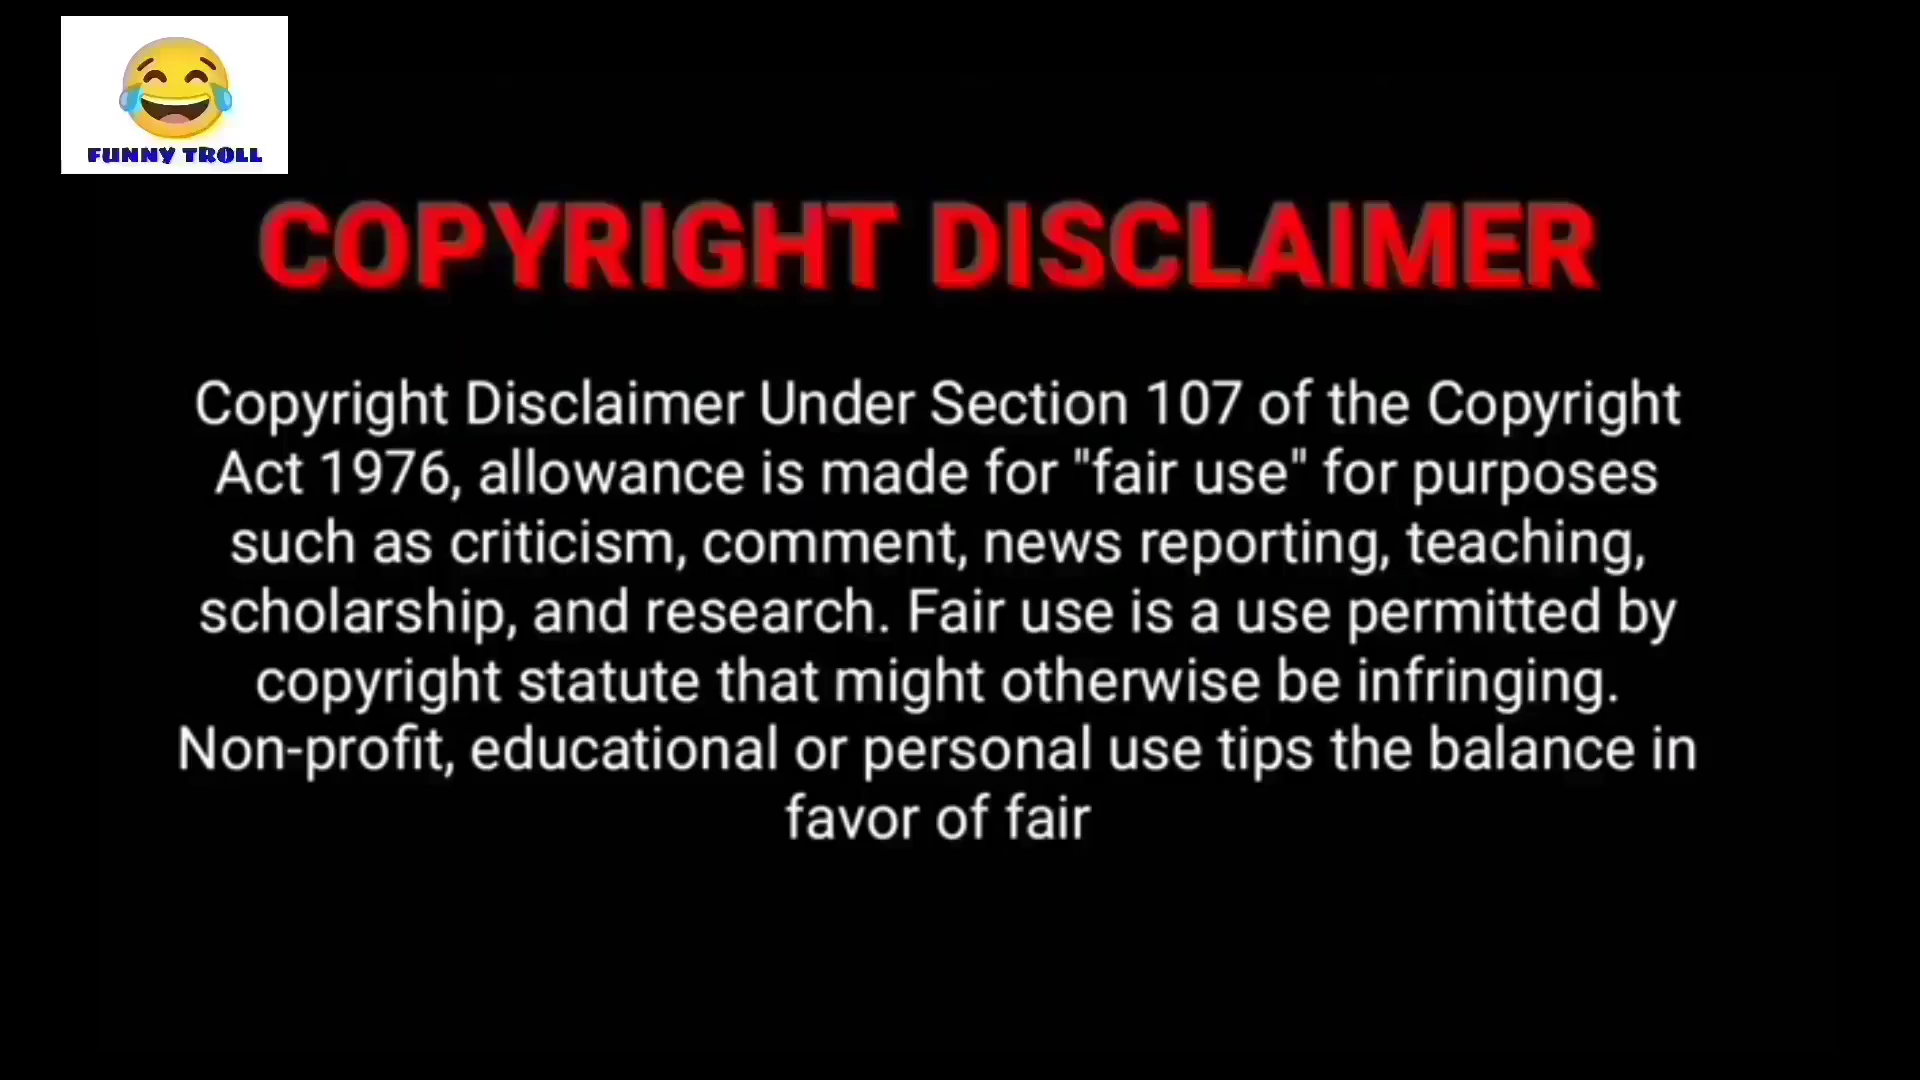 FUNNY TROLL
COPYRIGHT DISCLAIMER
Copyright Disclaimer Under Section 107 of the Copyright
Act 1976, allowance is made for "fair use" for purposes
such as criticism, comment, news reporting, teaching,
scholarship, and research. Fair use is a use permitted by
copyright statute that might otherwise be infringing.
Non-profit, educational or personal use tips the balance in
favor of fair